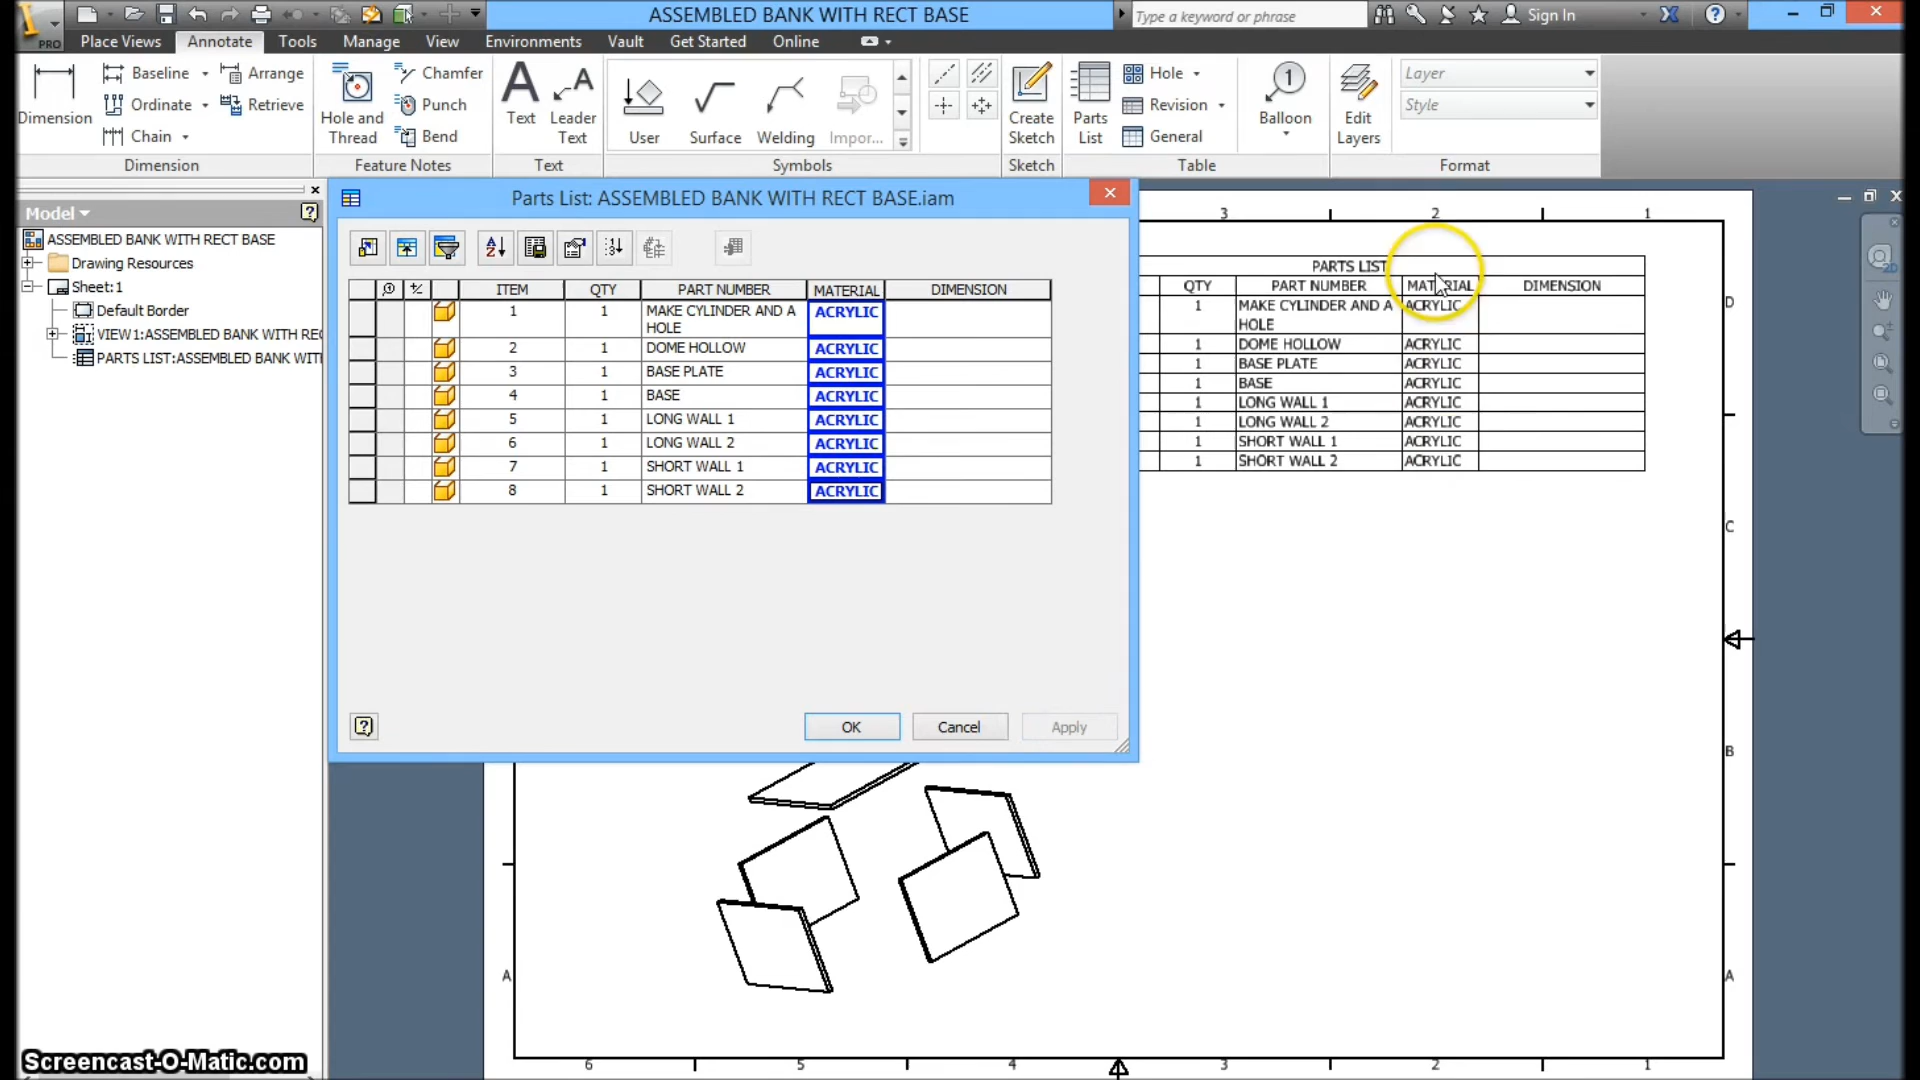 ASSEMBLED BANK WITH RECT BASE
Type a keyword or phrase
Sign In
PRO
Place Views
Annotate
Tools
Manage
View
Environments
Vault
Get Started
Online
Dimension
Baseline
Ordinate
Chain
Arrange
Retrieve
Dimension
Hole and
Thread
Chamfer
Punch
Bend
Feature Notes
Text
Leader
Text
Text
User
Surface
Welding
Impor...
Symbols
Create
Sketch
Sketch
Parts
List
Hole
Revision
General
Table
Balloon
Edit
Layers
Layer
Style
Format
Model
ASSEMBLED BANK WITH RECT BASE
Drawing Resources
Sheet:1
Default Border
VIEW1:ASSEMBLED BANK WITH REC
PARTS LIST:ASSEMBLED BANK WITH
Parts List: ASSEMBLED BANK WITH RECT BASE.iam
ITEM QTY PART NUMBER MATERIAL DIMENSION
1 1 MAKE CYLINDER AND A ACRYLIC
HOLE
2 1 DOME HOLLOW ACRYLIC
3 1 BASE PLATE ACRYLIC
4 1 BASE ACRYLIC
5 1 LONG WALL 1 ACRYLIC
6 1 LONG WALL 2 ACRYLIC
7 1 SHORT WALL 1 ACRYLIC
8 1 SHORT WALL 2 ACRYLIC
OK
Cancel
Apply
3 2 1
PARTS LIST
QTY PART NUMBER MATERIAL DIMENSION
1 MAKE CYLINDER AND A ACRYLIC
HOLE
1 DOME HOLLOW ACRYLIC
1 BASE PLATE ACRYLIC
1 BASE ACRYLIC
1 LONG WALL 1 ACRYLIC
1 LONG WALL 2 ACRYLIC
1 SHORT WALL 1 ACRYLIC
1 SHORT WALL 2 ACRYLIC
D
C
B
A
A
6 5 4 3 2 1
2D
Screencast-O-Matic.com